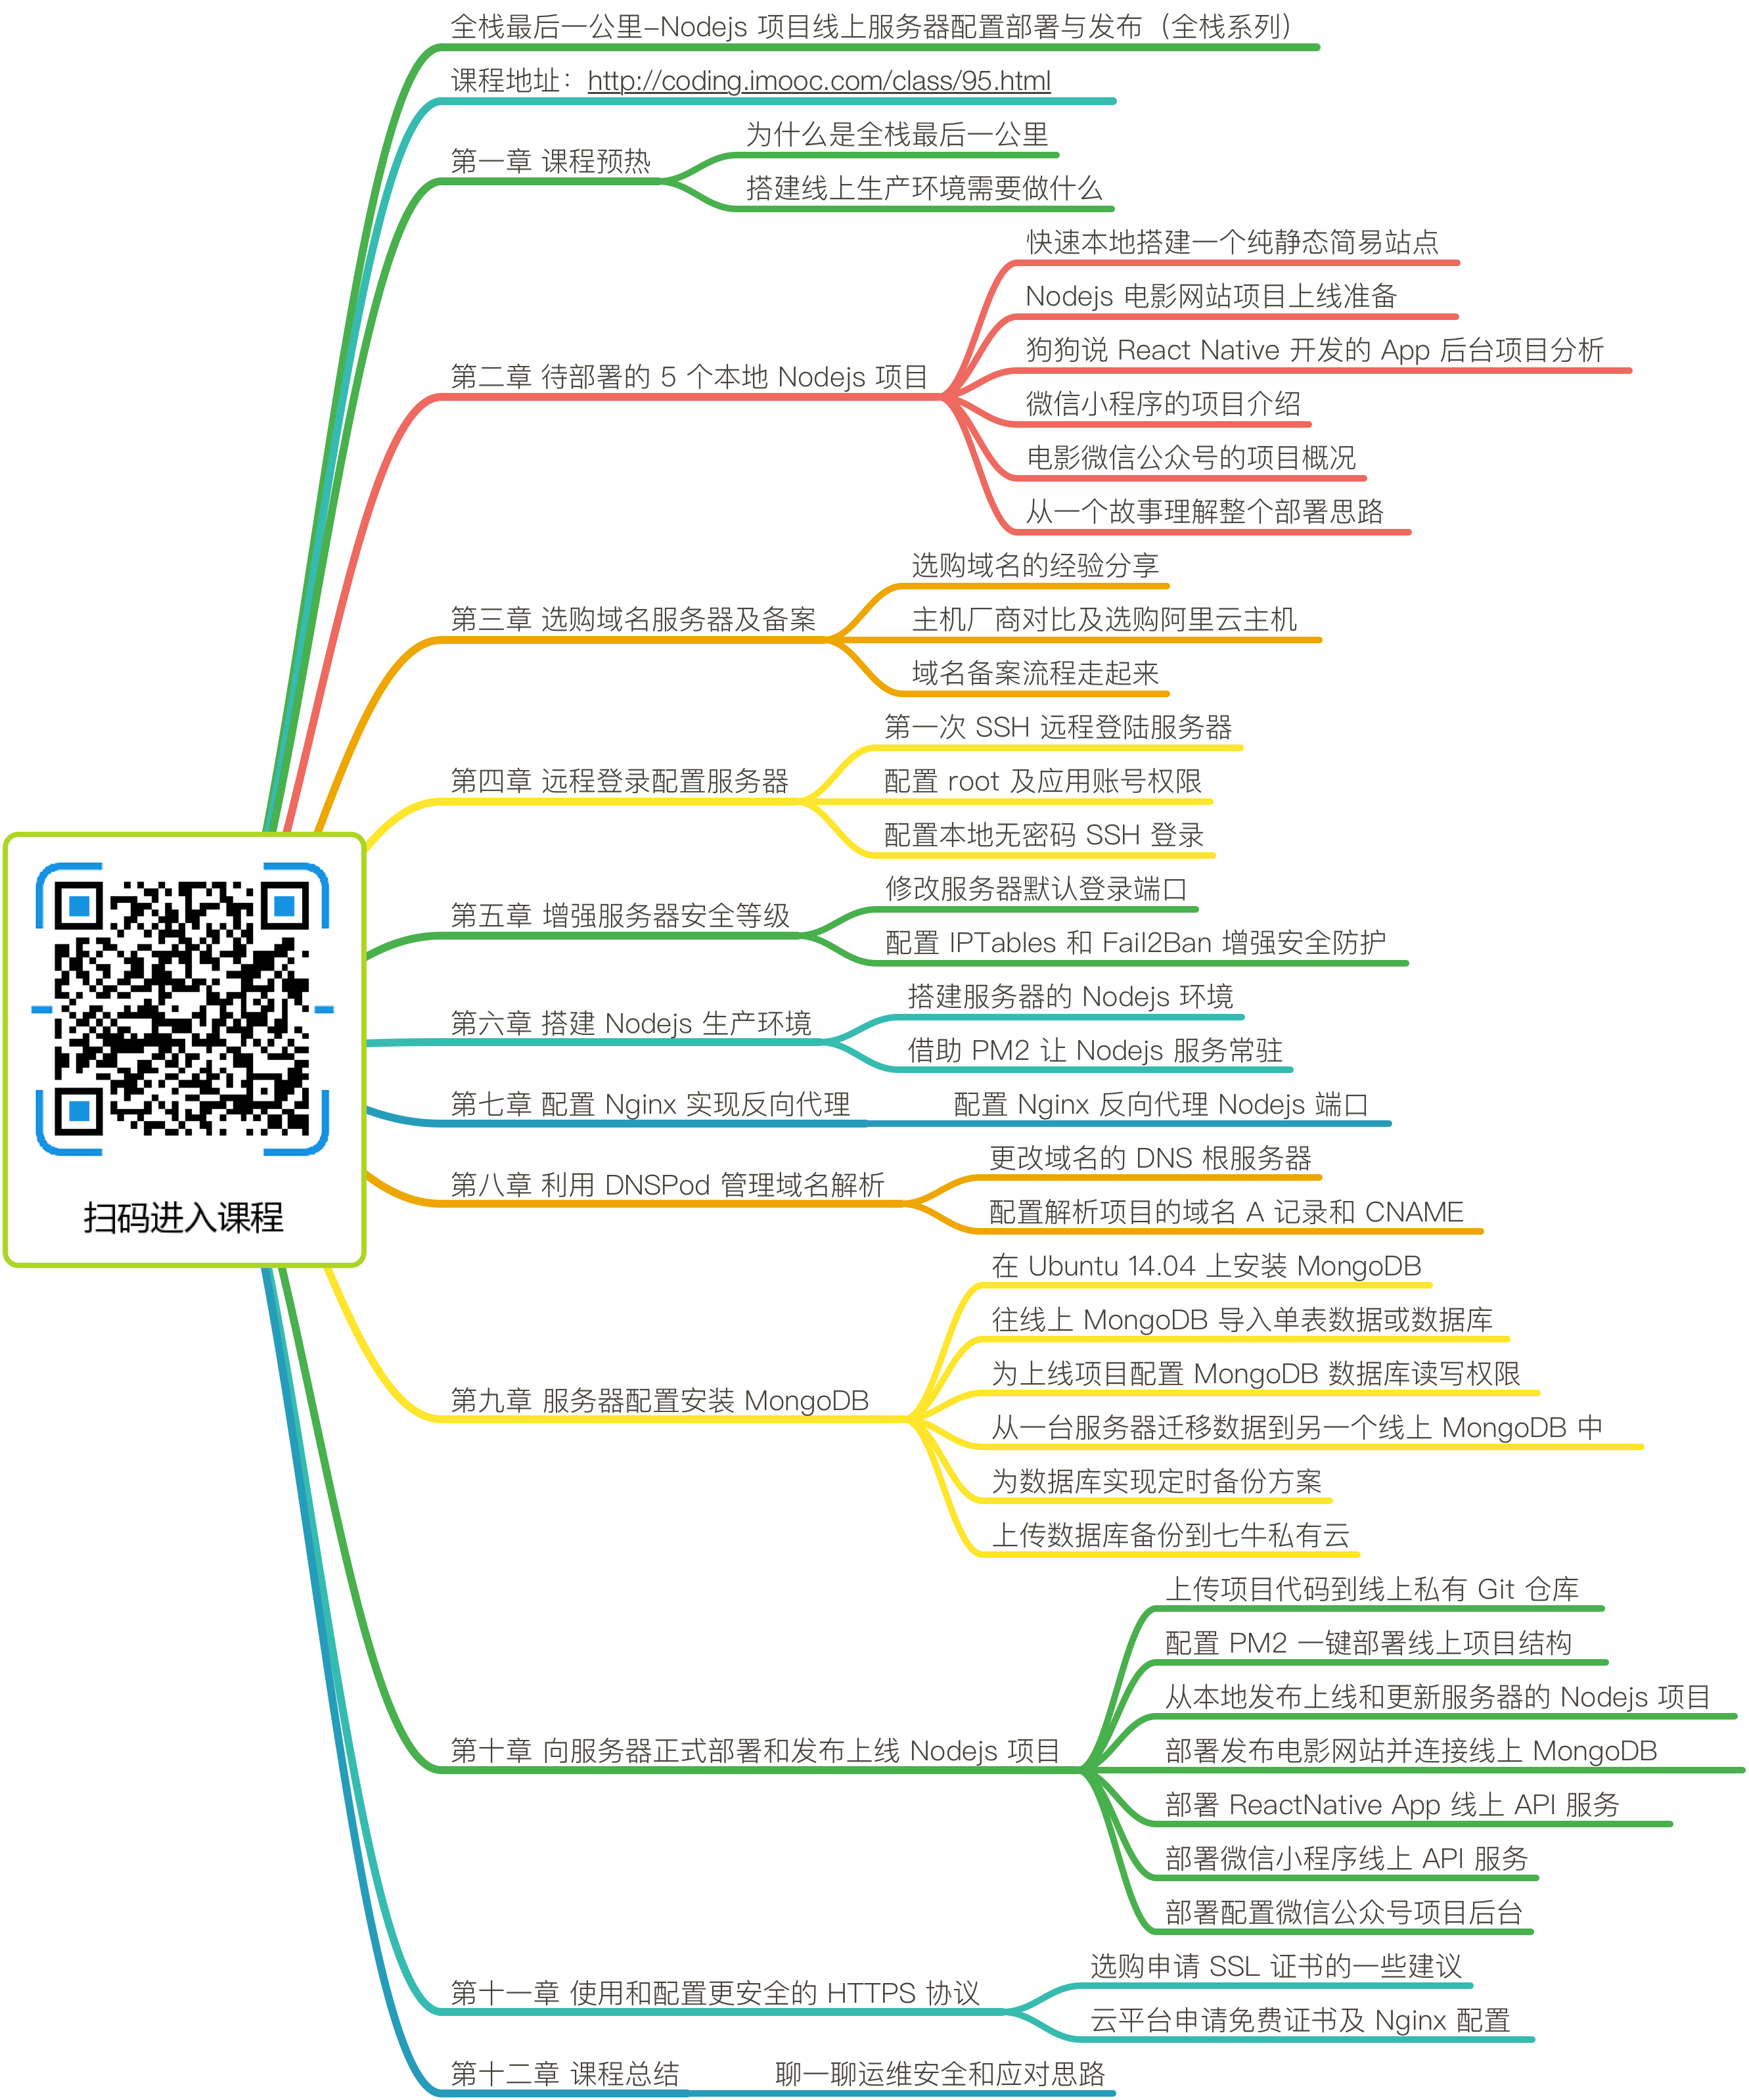 全栈最后一公里-Nodejs 项目线上服务器配置部署与发布（全栈系列）
课程地址：http://coding.imooc.com/class/95.html
第一章 课程预热
为什么是全栈最后一公里
搭建线上生产环境需要做什么
第二章 待部署的 5 个本地 Nodejs 项目
快速本地搭建一个纯静态简易站点
Nodejs 电影网站项目上线准备
狗狗说 React Native 开发的 App 后台项目分析
微信小程序的项目介绍
电影微信公众号的项目概况
从一个故事理解整个部署思路
第三章 选购域名服务器及备案
选购域名的经验分享
主机厂商对比及选购阿里云主机
域名备案流程走起来
第四章 远程登录配置服务器
第一次 SSH 远程登陆服务器
配置 root 及应用账号权限
配置本地无密码 SSH 登录
第五章 增强服务器安全等级
修改服务器默认登录端口
配置 IPTables 和 Fail2Ban 增强安全防护
第六章 搭建 Nodejs 生产环境
搭建服务器的 Nodejs 环境
借助 PM2 让 Nodejs 服务常驻
第七章 配置 Nginx 实现反向代理
配置 Nginx 反向代理 Nodejs 端口
第八章 利用 DNSPod 管理域名解析
更改域名的 DNS 根服务器
配置解析项目的域名 A 记录和 CNAME
第九章 服务器配置安装 MongoDB
在 Ubuntu 14.04 上安装 MongoDB
往线上 MongoDB 导入单表数据或数据库
为上线项目配置 MongoDB 数据库读写权限
从一台服务器迁移数据到另一个线上 MongoDB 中
为数据库实现定时备份方案
上传数据库备份到七牛私有云
第十章 向服务器正式部署和发布上线 Nodejs 项目
上传项目代码到线上私有 Git 仓库
配置 PM2 一键部署线上项目结构
从本地发布上线和更新服务器的 Nodejs 项目
部署发布电影网站并连接线上 MongoDB
部署 ReactNative App 线上 API 服务
部署微信小程序线上 API 服务
部署配置微信公众号项目后台
第十一章 使用和配置更安全的 HTTPS 协议
选购申请 SSL 证书的一些建议
云平台申请免费证书及 Nginx 配置
第十二章 课程总结
聊一聊运维安全和应对思路
扫码进入课程